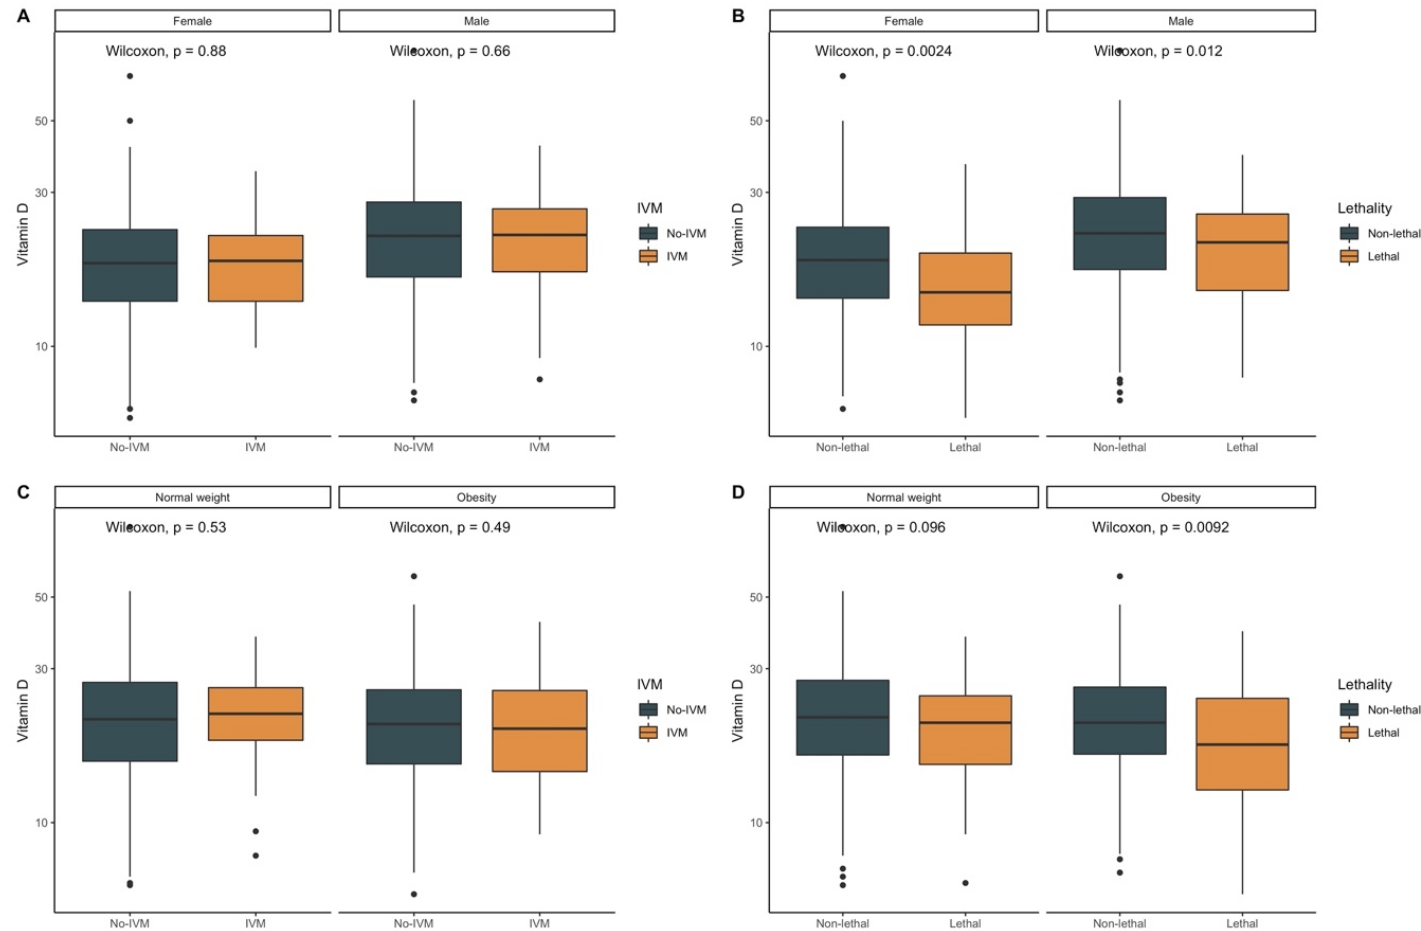 A
Female
Male
Wilcoxon, p = 0.88
Wilcoxon, p = 0.66
50
30
10
Vitamin D
No-IVM
IVM
No-IVM
IVM
IVM
No-IVM
IVM
B
Female
Male
Wilcoxon, p = 0.0024
Wilcoxon, p = 0.012
50
30
10
Vitamin D
Non-lethal
Lethal
Non-lethal
Lethal
Lethality
Non-lethal
Lethal
C
Normal weight
Obesity
Wilcoxon, p = 0.53
Wilcoxon, p = 0.49
50
30
10
Vitamin D
No-IVM
IVM
No-IVM
IVM
IVM
No-IVM
IVM
D
Normal weight
Obesity
Wilcoxon, p = 0.096
Wilcoxon, p = 0.0092
50
30
10
Vitamin D
Non-lethal
Lethal
Non-lethal
Lethal
Lethality
Non-lethal
Lethal